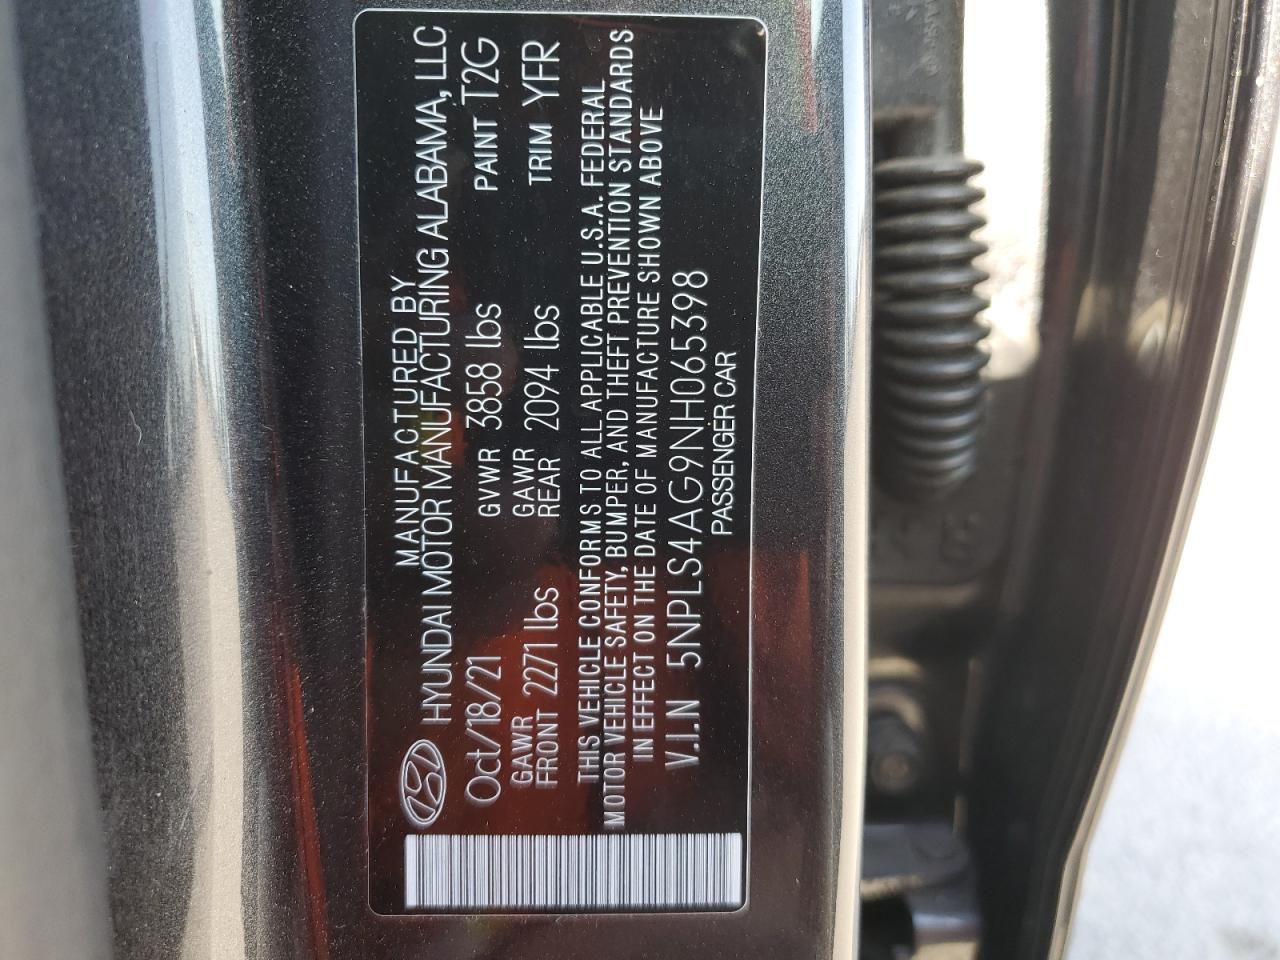 MANUFACTURED BY
HYUNDAI MOTOR MANUFACTURING ALABAMA, LLC
Oct/18/21 GVWR 3858 lbs PAINT T2G
GAWR FRONT 2271 lbs GAWR REAR 2094 lbs TRIM YFR
THIS VEHICLE CONFORMS TO ALL APPLICABLE U.S.A. FEDERAL
MOTOR VEHICLE SAFETY, BUMPER, AND THEFT PREVENTION STANDARDS
IN EFFECT ON THE DATE OF MANUFACTURE SHOWN ABOVE
V.I.N 5NPLS4AG9NH065398
PASSENGER CAR